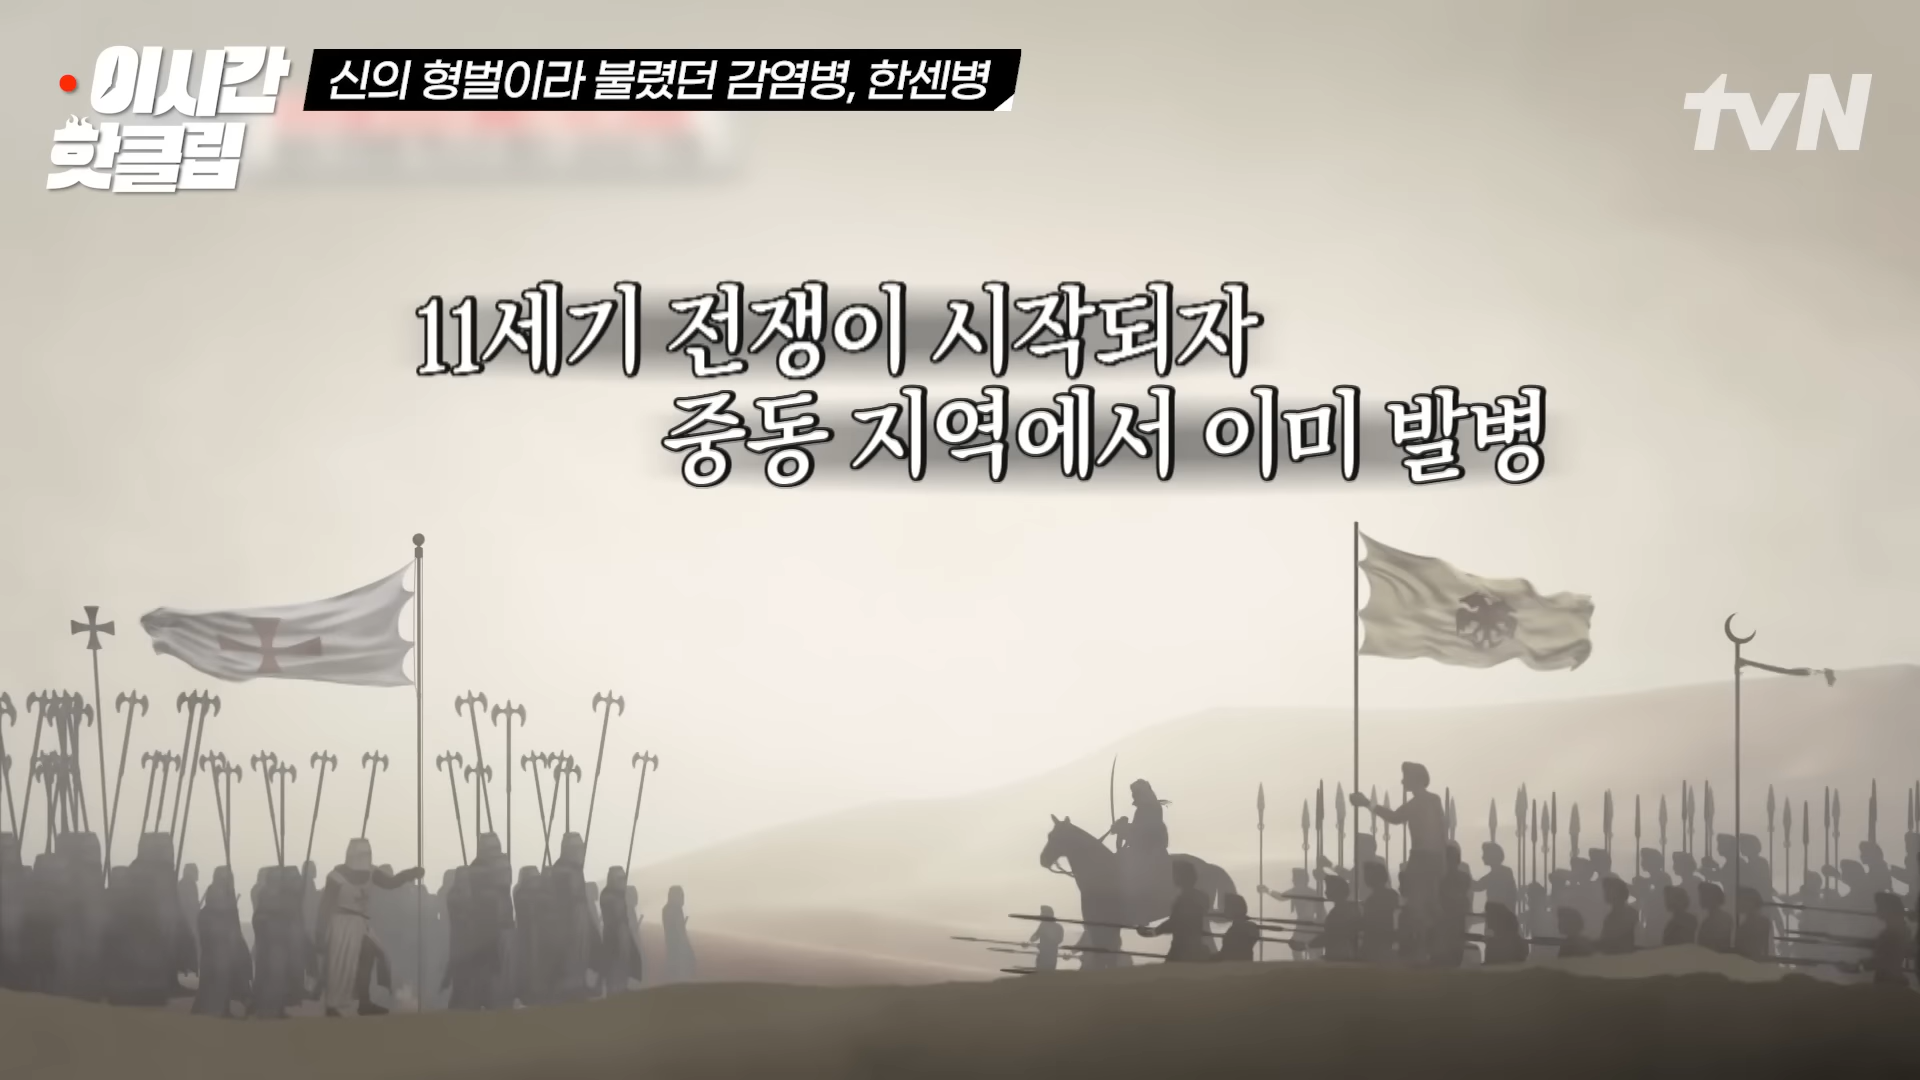 이시간
핫클립
신의 형벌이라 불렸던 감염병, 한센병
tvN
11세기 전쟁이 시작되자
중동 지역에서 이미 발병